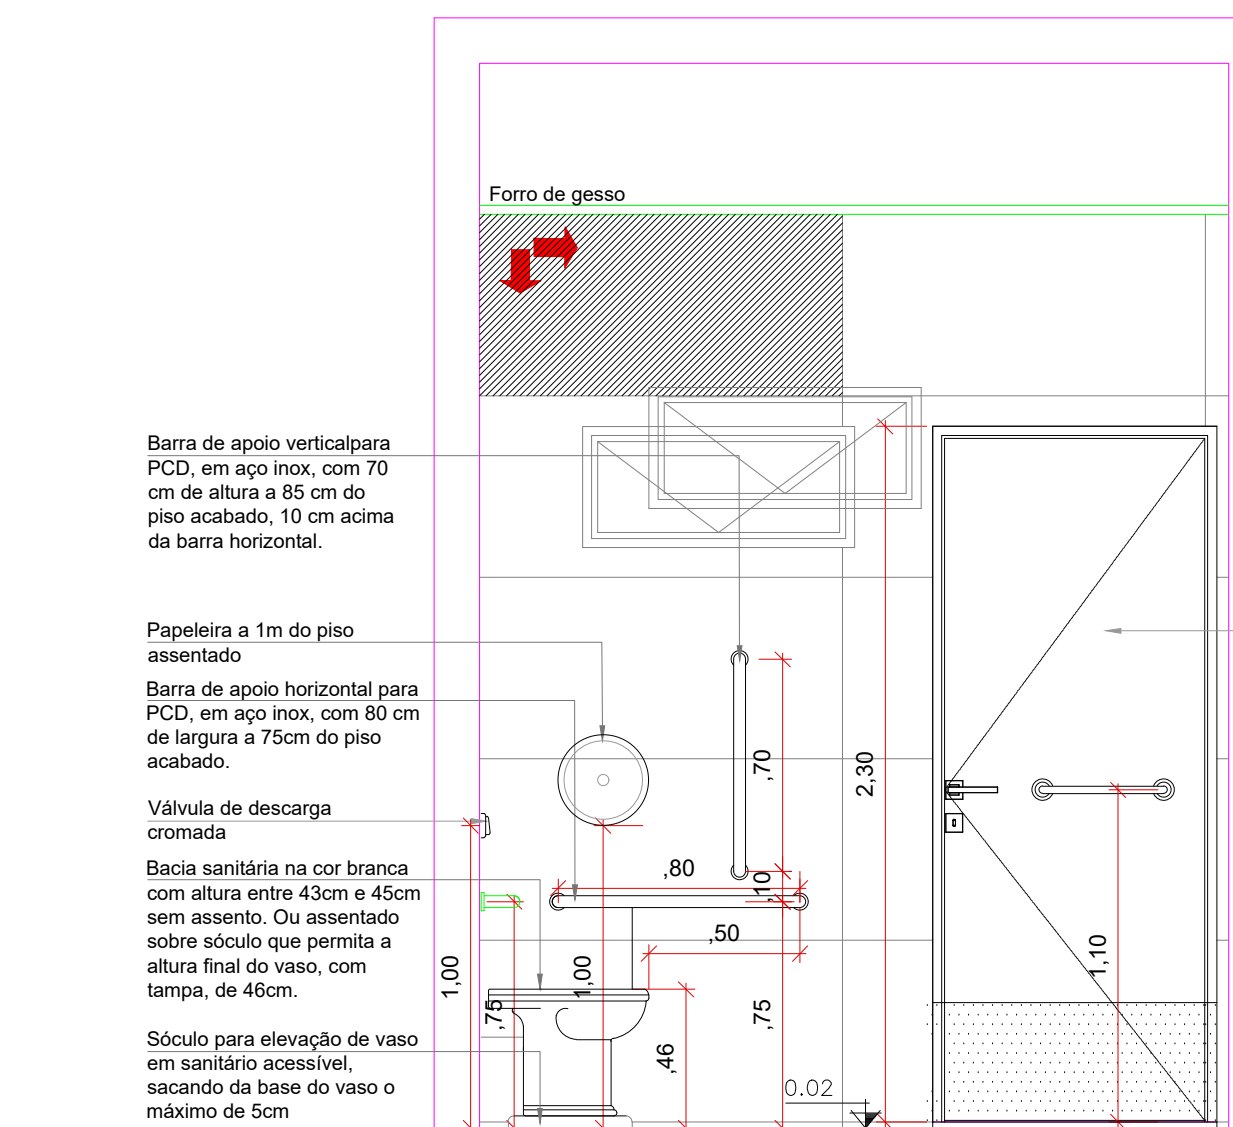 Forro de gesso
Barra de apoio verticalpara
PCD, em aço inox, com 70
cm de altura a 85 cm do
piso acabado, 10 cm acima
da barra horizontal.
Papeleira a 1m do piso
assentado
Barra de apoio horizontal para
PCD, em aço inox, com 80 cm
de largura a 75cm do piso
acabado.
Válvula de descarga
cromada
Bacia sanitária na cor branca
com altura entre 43cm e 45cm
sem assento. Ou assentado
sobre sóculo que permita a
altura final do vaso, com
tampa, de 46cm.
Sóculo para elevação de vaso
em sanitário acessível,
sacando da base do vaso o
máximo de 5cm
,70
2,30
,80
,10
,50
1,00
,75
1,00
,46
,75
1,10
0.02